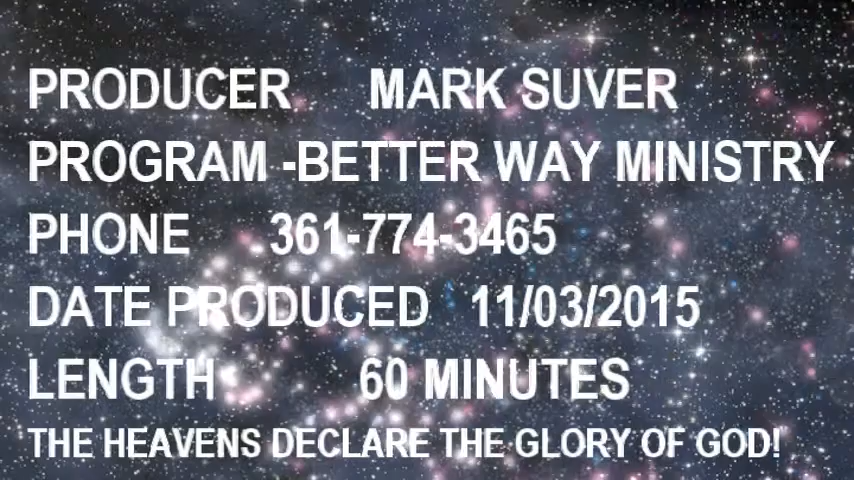 PRODUCER MARK SUVER
PROGRAM -BETTER WAY MINISTRY
PHONE 361-774-3465
DATE PRODUCED 11/03/2015
LENGTH 60 MINUTES
THE HEAVENS DECLARE THE GLORY OF GOD!